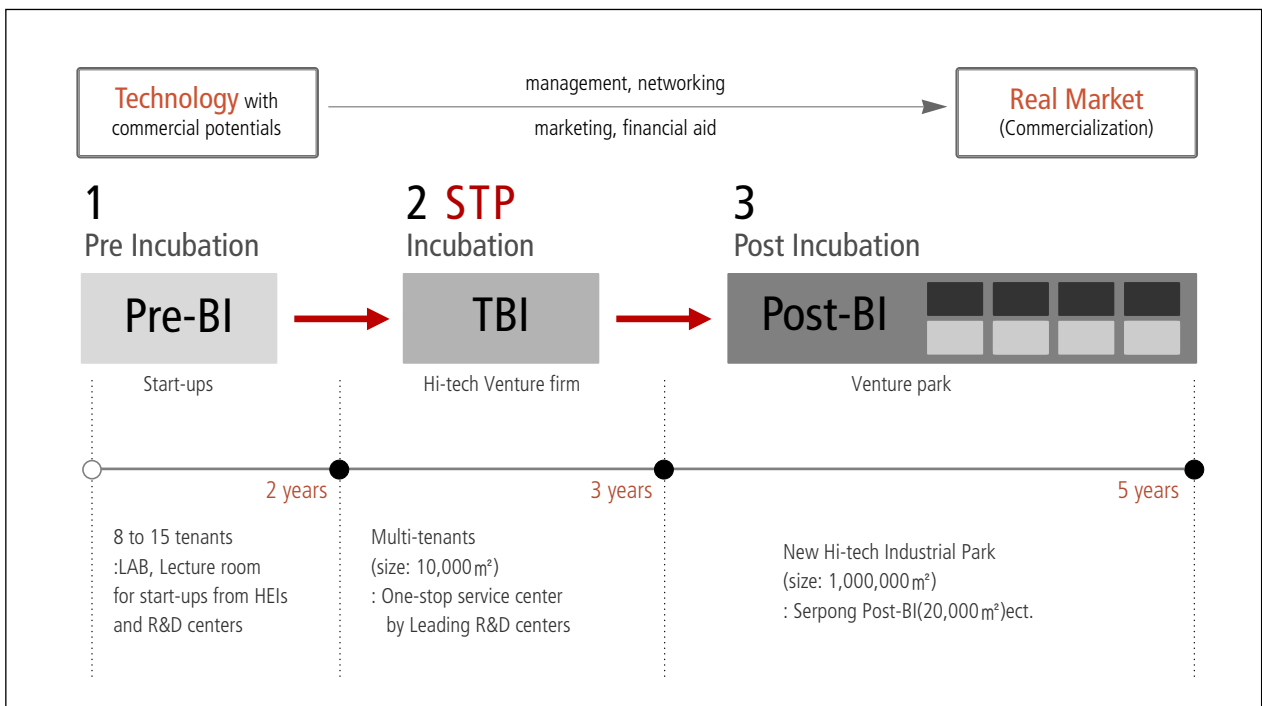 Technology with
commercial potentials
management, networking
marketing, financial aid
Real Market
(Commercialization)
1
Pre Incubation
Pre-BI
Start-ups
2 STP
Incubation
TBI
Hi-tech Venture firm
3
Post Incubation
Post-BI
Venture park
2 years
3 years
5 years
8 to 15 tenants
:LAB, Lecture room
for start-ups from HEIs
and R&D centers
Multi-tenants
(size: 10,000㎡)
: One-stop service center
by Leading R&D centers
New Hi-tech Industrial Park
(size: 1,000,000㎡)
: Serpong Post-BI(20,000㎡)ect.